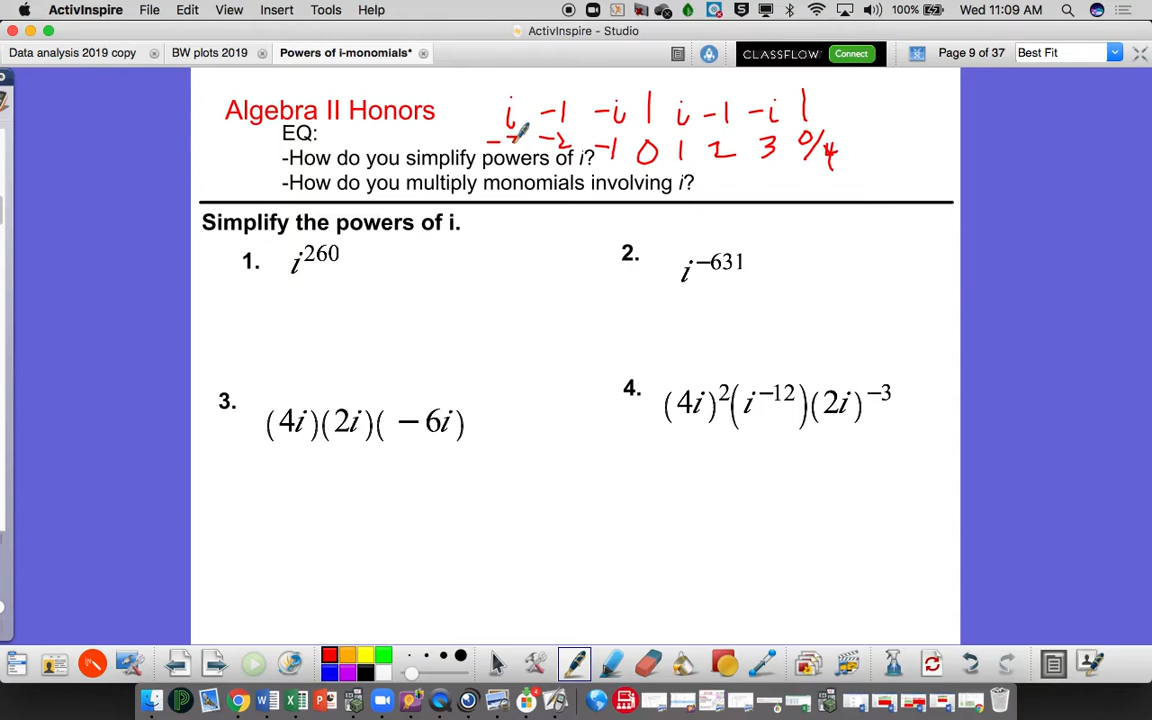 ActivInspire File Edit View Insert Tools Help 100% Wed 11:09 AM
ActivInspire - Studio
Data analysis 2019 copy BW plots 2019 Powers of i-monomials* CLASSFLOW Connect Page 9 of 37 Best Fit
Algebra II Honors i -1 -i 1 i -1 -i 1
-2 -1 0 1 2 3 0/4
EQ:
-How do you simplify powers of i?
-How do you multiply monomials involving i?
Simplify the powers of i.
1. i^260
2. i^−631
3. (4i)(2i)(−6i)
4. (4i)^2(i^−12)(2i)^−3